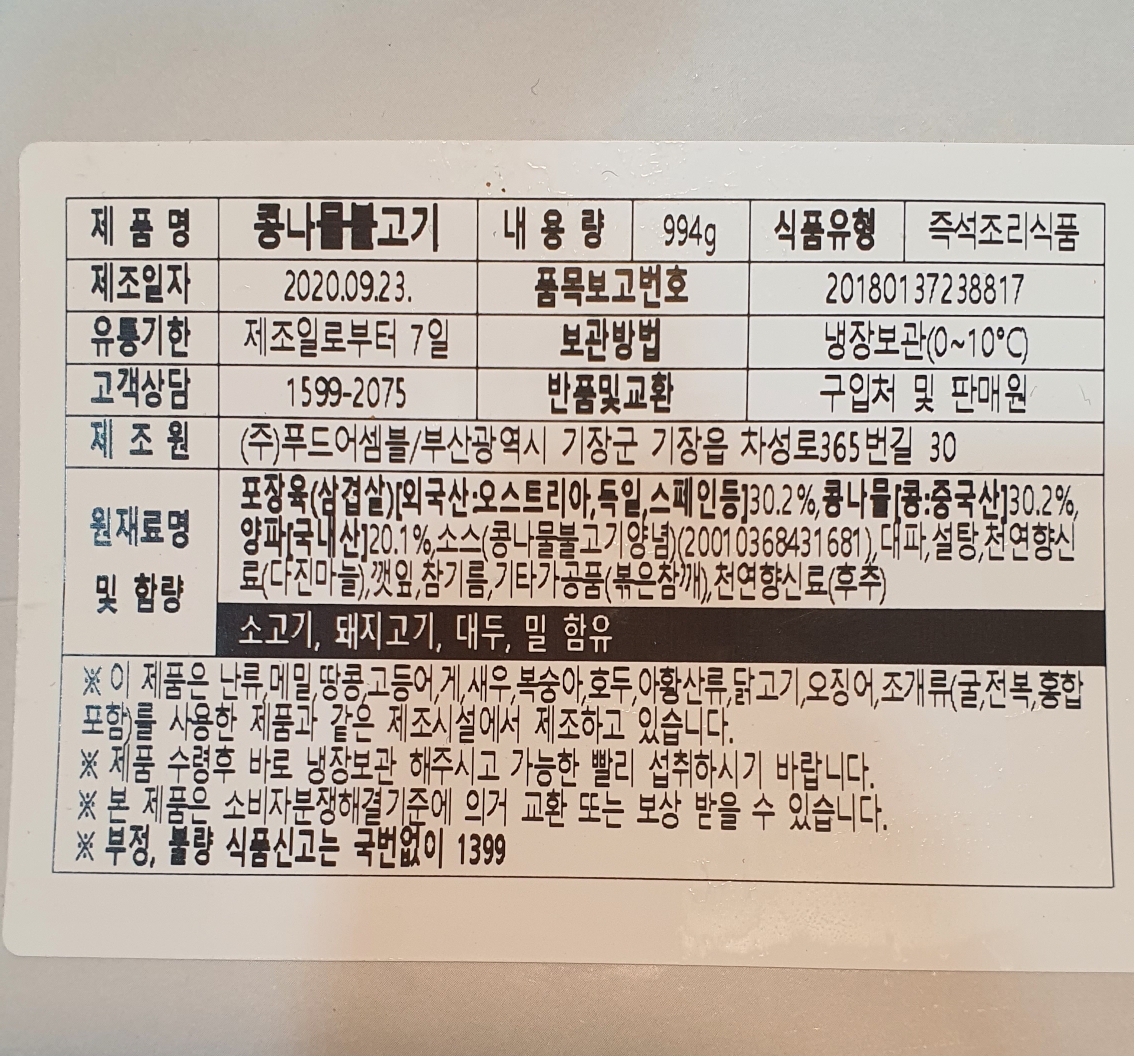 제 품 명 콩나물불고기 내 용 량 994g 식품유형 즉석조리식품
제조일자 2020.09.23. 품목보고번호 20180137238817
유통기한 제조일로부터 7일 보관방법 냉장보관(0~10℃)
고객상담 1599-2075 반품및교환 구입처 및 판매원
제 조 원 (주)푸드어셈블/부산광역시 기장군 기장읍 차성로365번길 30
원재료명 및 함량
포장육(삼겹살)[외국산:오스트리아,독일,스페인등]30.2%,콩나물[콩:중국산]30.2%,
양파[국내산]20.1%,소스(콩나물불고기양념)(20010368431681),대파,설탕,천연향신
료(다진마늘),깻잎,참기름,기타가공품(볶은참깨),천연향신료(후추)
소고기, 돼지고기, 대두, 밀 함유
※ 이 제품은 난류,메밀,땅콩,고등어,게,새우,복숭아,호두,아황산류,닭고기,오징어,조개류(굴,전복,홍합
포함)를 사용한 제품과 같은 제조시설에서 제조하고 있습니다.
※ 제품 수령후 바로 냉장보관 해주시고 가능한 빨리 섭취하시기 바랍니다.
※ 본 제품은 소비자분쟁해결기준에 의거 교환 또는 보상 받을 수 있습니다.
※ 부정, 불량 식품신고는 국번없이 1399